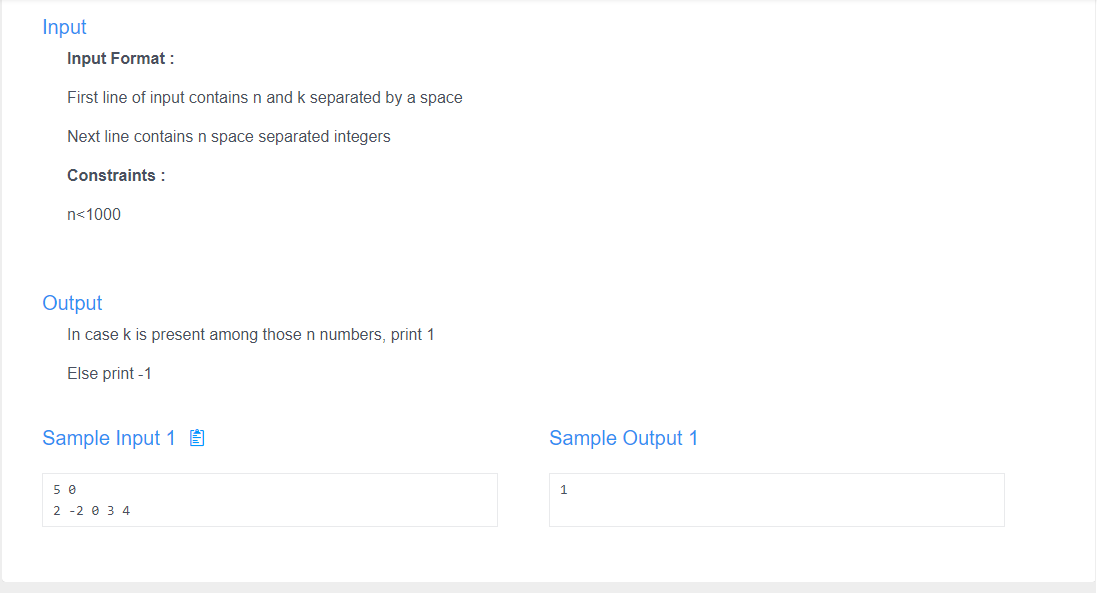 Input
Input Format :
First line of input contains n and k separated by a space
Next line contains n space separated integers
Constraints :
n<1000
Output
In case k is present among those n numbers, print 1
Else print -1
Sample Input 1
5 0
2 -2 0 3 4
Sample Output 1
1